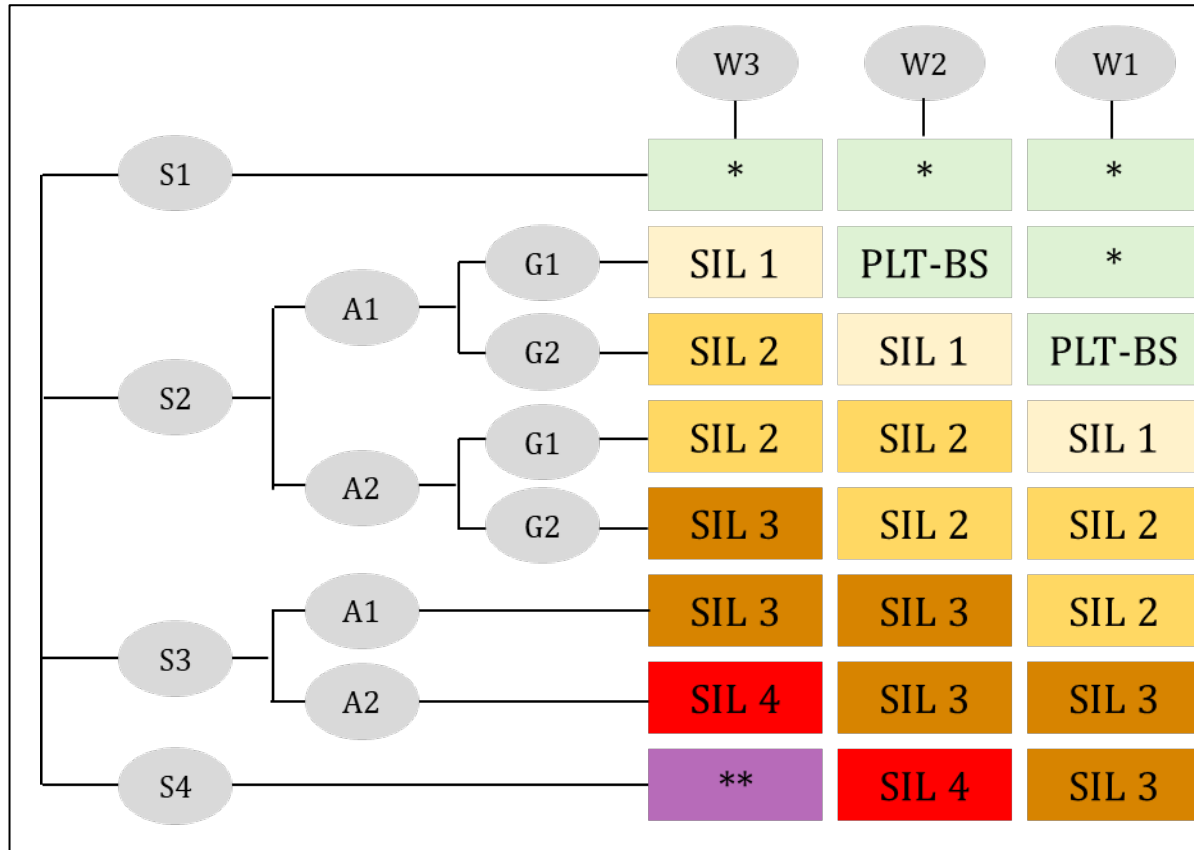 W3 W2 W1
S1 * * *
G1 SIL 1 PLT-BS *
A1
G2 SIL 2 SIL 1 PLT-BS
S2
G1 SIL 2 SIL 2 SIL 1
A2
G2 SIL 3 SIL 2 SIL 2
A1 SIL 3 SIL 3 SIL 2
S3
A2 SIL 4 SIL 3 SIL 3
S4 ** SIL 4 SIL 3